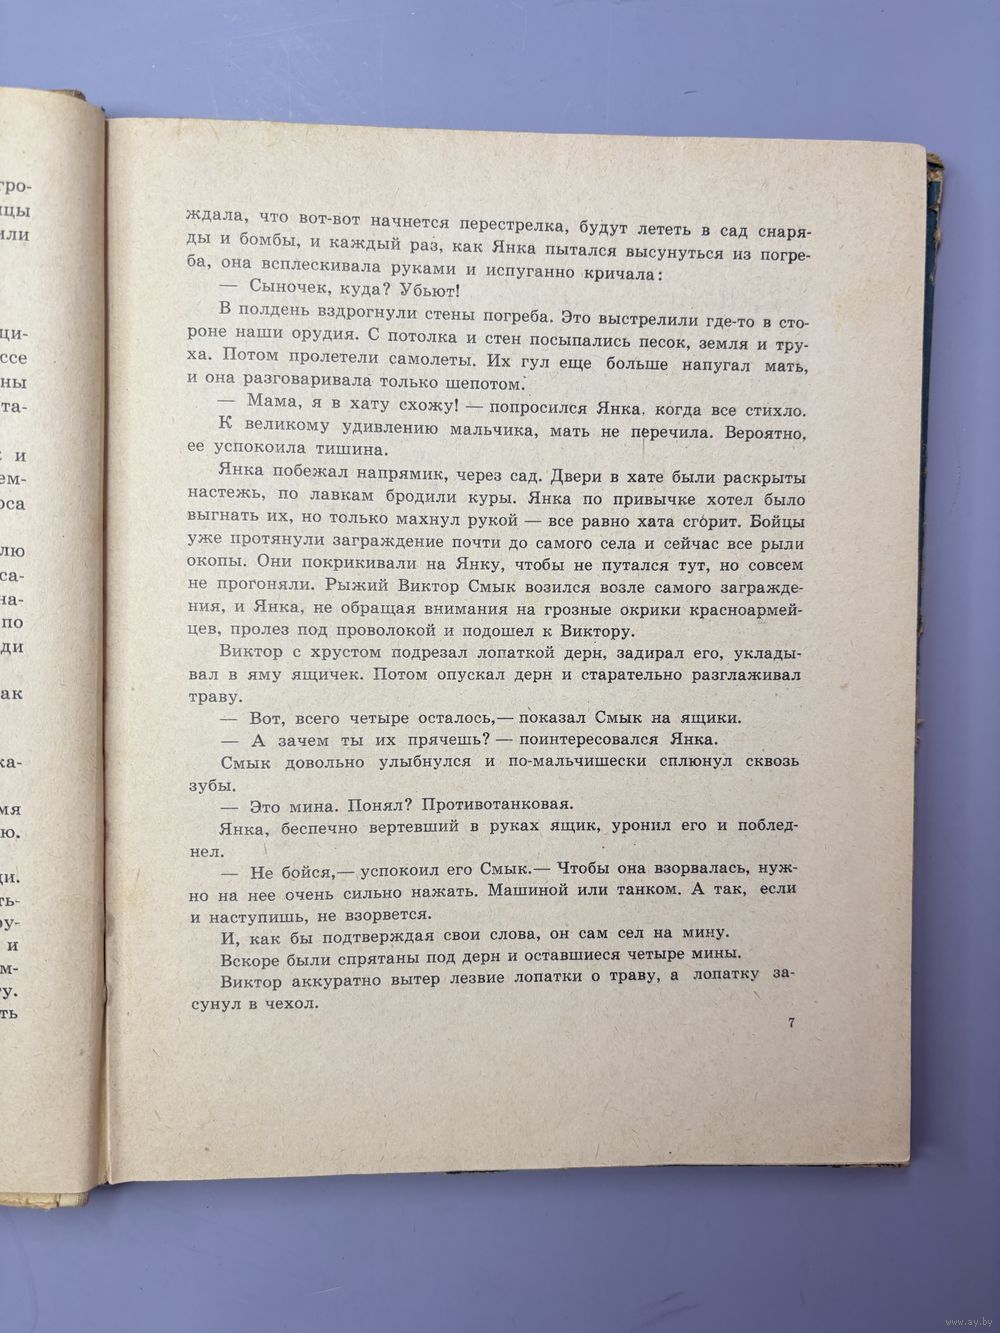 ждала, что вот-вот начнется перестрелка, будут лететь в сад снаря-
ды и бомбы, и каждый раз, как Янка пытался высунуться из погре-
ба, она всплескивала руками и испуганно кричала:
— Сыночек, куда? Убьют!
В полдень вздрогнули стены погреба. Это выстрелили где-то в сто-
роне наши орудия. С потолка и стен посыпались песок, земля и тру-
ха. Потом пролетели самолеты. Их гул еще больше напугал мать,
и она разговаривала только шепотом.
— Мама, я в хату схожу! — попросился Янка, когда все стихло.
К великому удивлению мальчика, мать не перечила. Вероятно,
ее успокоила тишина.
Янка побежал напрямик, через сад. Двери в хате были раскрыты
настежь, по лавкам бродили куры. Янка по привычке хотел было
выгнать их, но только махнул рукой — все равно хата сгорит. Бойцы
уже протянули заграждение почти до самого села и сейчас все рыли
окопы. Они покрикивали на Янку, чтобы не путался тут, но совсем
не прогоняли. Рыжий Виктор Смык возился возле самого загражде-
ния, и Янка, не обращая внимания на грозные окрики красноармей-
цев, пролез под проволокой и подошел к Виктору.
Виктор с хрустом подрезал лопаткой дерн, задирал его, уклады-
вал в яму ящичек. Потом опускал дерн и старательно разглаживал
траву.
— Вот, всего четыре осталось,— показал Смык на ящики.
— А зачем ты их прячешь? — поинтересовался Янка.
Смык довольно улыбнулся и по-мальчишески сплюнул сквозь
зубы.
— Это мина. Понял? Противотанковая.
Янка, беспечно вертевший в руках ящик, уронил его и поблед-
нел.
— Не бойся,— успокоил его Смык.— Чтобы она взорвалась, нуж-
но на нее очень сильно нажать. Машиной или танком. А так, если
и наступишь, не взорвется.
И, как бы подтверждая свои слова, он сам сел на мину.
Вскоре были спрятаны под дерн и оставшиеся четыре мины.
Виктор аккуратно вытер лезвие лопатки о траву, а лопатку за-
сунул в чехол.
7
www.ay.by